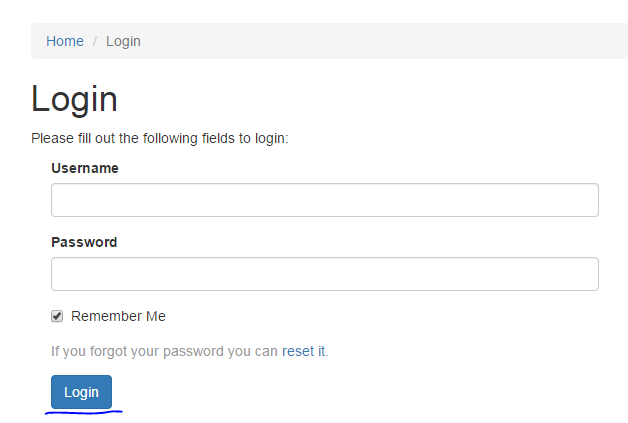 Home / Login
Login
Please fill out the following fields to login:
Username
Password
Remember Me
If you forgot your password you can reset it.
Login